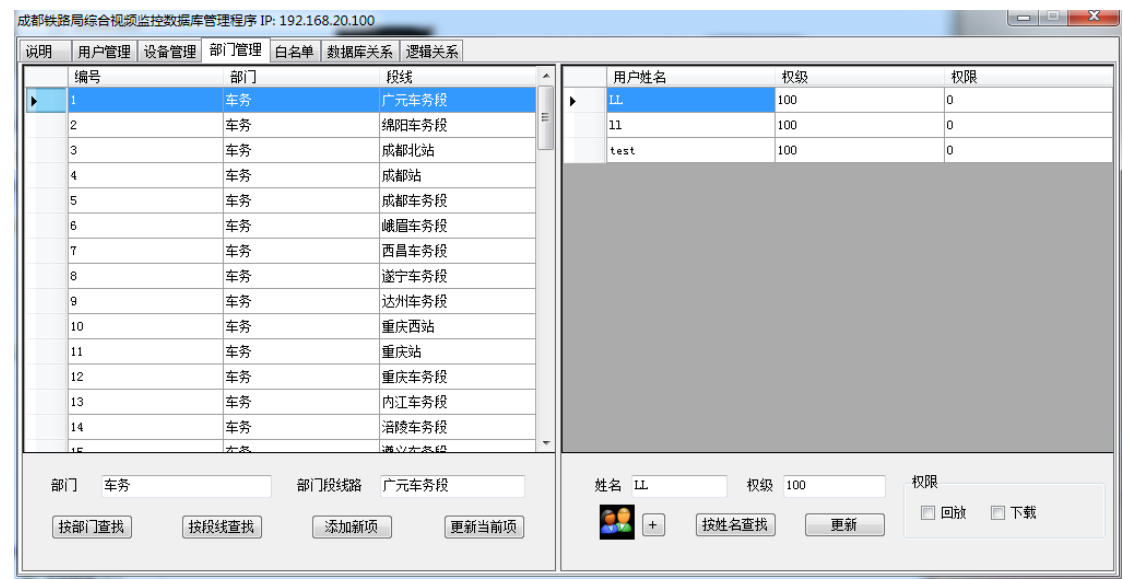 成都铁路局综合视频监控数据库管理程序 IP: 192.168.20.100
说明 用户管理 设备管理 部门管理 白名单 数据库关系 逻辑关系
编号 部门 段线 用户姓名 权级 权限
1 车务 广元车务段 LL 100 0
2 车务 绵阳车务段 ll 100 0
3 车务 成都北站 test 100 0
4 车务 成都站
5 车务 成都车务段
6 车务 峨眉车务段
7 车务 西昌车务段
8 车务 遂宁车务段
9 车务 达州车务段
10 车务 重庆西站
11 车务 重庆站
12 车务 重庆车务段
13 车务 内江车务段
14 车务 涪陵车务段
15 车务 遵义车务段
部门 车务 部门段线路 广元车务段 姓名 LL 权级 100 权限
按部门查找 按段线查找 添加新项 更新当前项 + 按姓名查找 更新 回放 下载